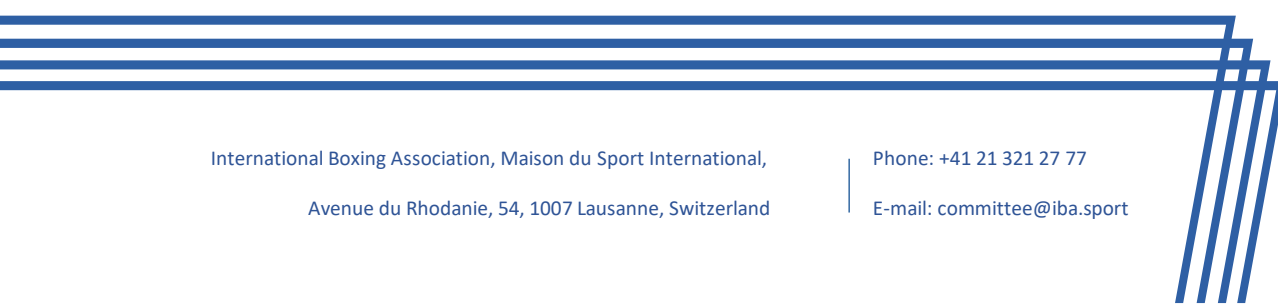 International Boxing Association, Maison du Sport International,
Avenue du Rhodanie, 54, 1007 Lausanne, Switzerland
Phone: +41 21 321 27 77
E-mail: committee@iba.sport